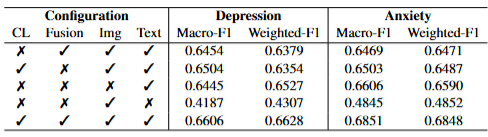 Configuration Depression Anxiety
CL Fusion Img Text Macro-F1 Weighted-F1 Macro-F1 Weighted-F1
✗ ✓ ✓ ✓ 0.6454 0.6379 0.6469 0.6471
✓ ✗ ✓ ✓ 0.6504 0.6354 0.6503 0.6487
✗ ✗ ✗ ✓ 0.6445 0.6527 0.6606 0.6590
✗ ✗ ✓ ✗ 0.4187 0.4307 0.4845 0.4852
✓ ✓ ✓ ✓ 0.6606 0.6628 0.6851 0.6848